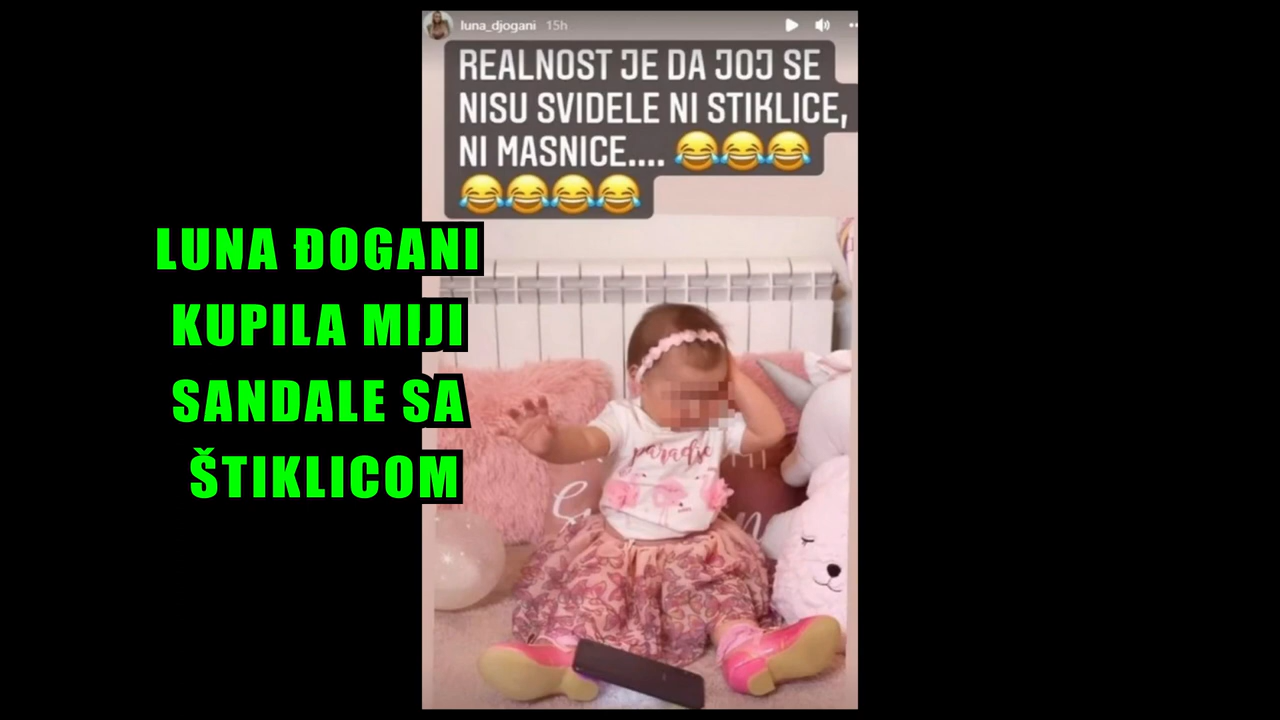 luna_djogani 15h
REALNOST JE DA JOJ SE
NISU SVIDELE NI STIKLICE,
NI MASNICE.... 😂😂😂
😂😂😂😂
LUNA ĐOGANI
KUPILA MIJI
SANDALE SA
ŠTIKLICOM
paradise